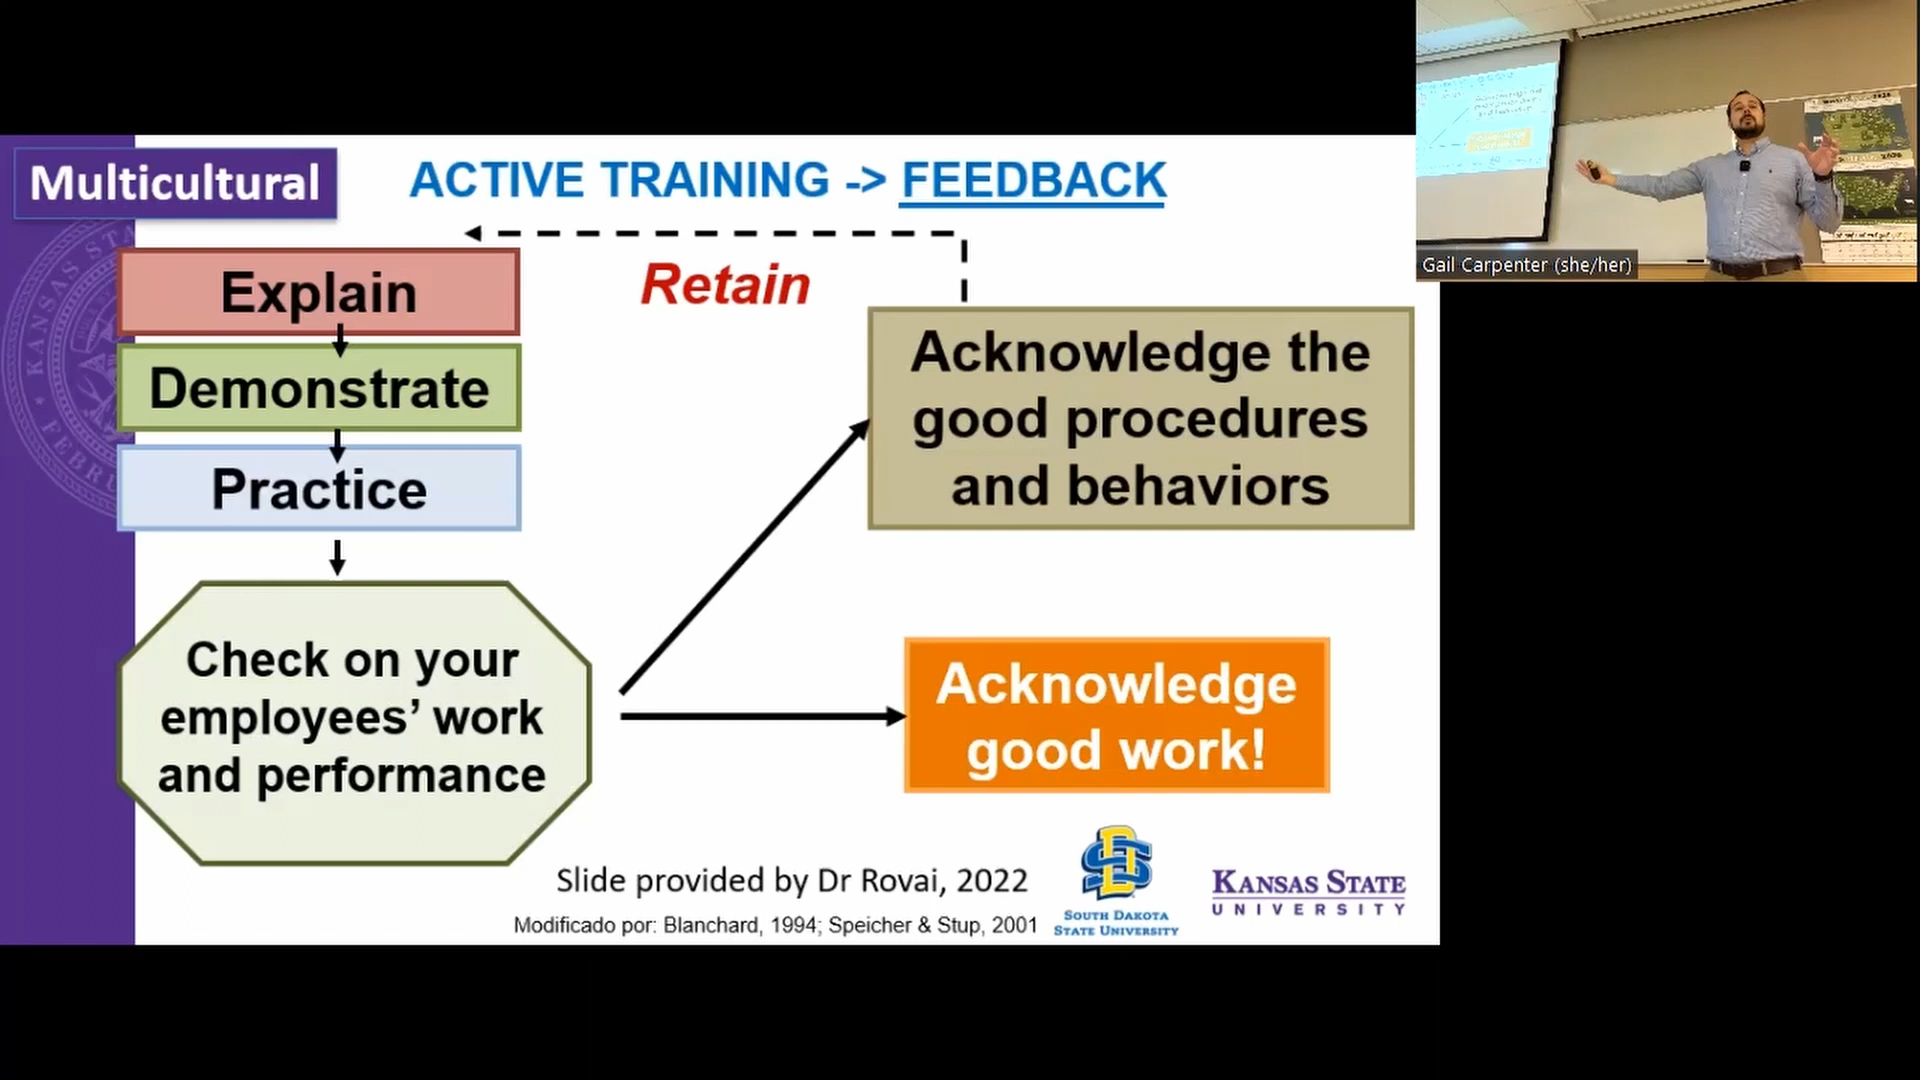 Multicultural
ACTIVE TRAINING -> FEEDBACK
Explain
Retain
Demonstrate
Practice
Acknowledge the
good procedures
and behaviors
Check on your
employees’ work
and performance
Acknowledge
good work!
Slide provided by Dr Rovai, 2022
Modificado por: Blanchard, 1994; Speicher & Stup, 2001
SOUTH DAKOTA
STATE UNIVERSITY
KANSAS STATE
UNIVERSITY
Gail Carpenter (she/her)